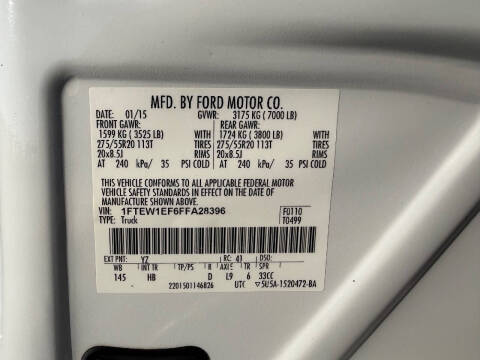 MFD. BY FORD MOTOR CO.
DATE: 01/15 GVWR: 3175 KG (7000 LB)
FRONT GAWR: REAR GAWR:
1599 KG (3525 LB) WITH 1724 KG (3800 LB) WITH
275/55R20 113T TIRES 275/55R20 113T TIRES
20x8.5J RIMS 20x8.5J RIMS
AT 240 kPa/ 35 PSI COLD AT 240 kPa/ 35 PSI COLD
THIS VEHICLE CONFORMS TO ALL APPLICABLE FEDERAL MOTOR
VEHICLE SAFETY STANDARDS IN EFFECT ON THE DATE OF
MANUFACTURE SHOWN ABOVE.
VIN: 1FTEW1EF6FFA28396 F0110
TYPE: Truck T0499
EXT PNT: YZ RC: 41 DSO:
WB INT TR TP/PS R AXLE TR SPR
145 HB D L9 6 33CC
2201501146826 UTC ▽5U5A-1520472-BA